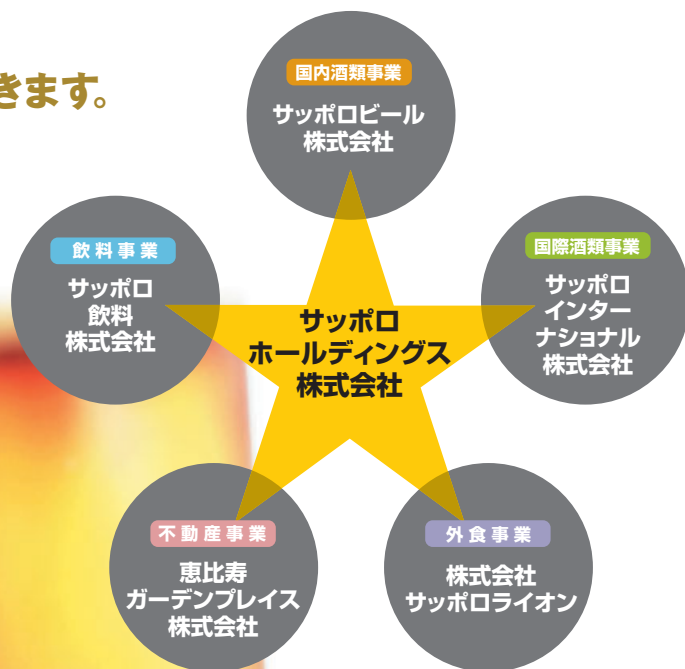 きます。
国内酒類事業
サッポロビール
株式会社
飲料事業
サッポロ
飲料
株式会社
国際酒類事業
サッポロ
インター
ナショナル
株式会社
サッポロ
ホールディングス
株式会社
不動産事業
恵比寿
ガーデンプレイス
株式会社
外食事業
株式会社
サッポロライオン